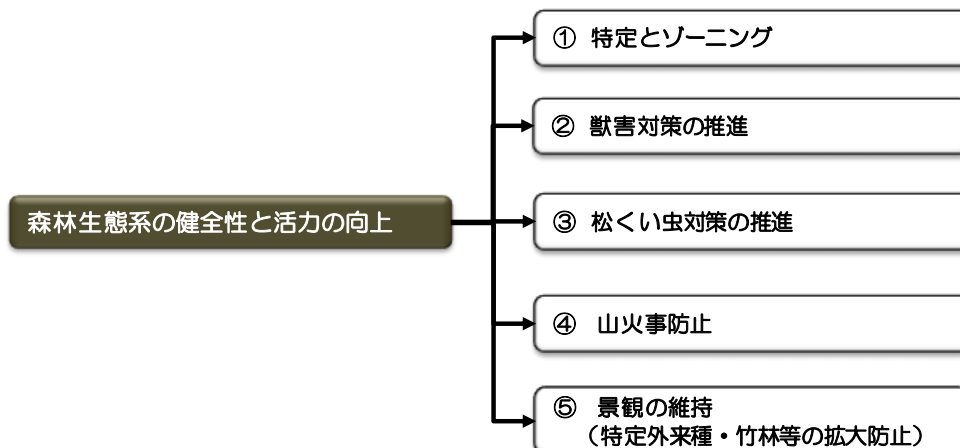 森林生態系の健全性と活力の向上
① 特定とゾーニング
② 獣害対策の推進
③ 松くい虫対策の推進
④ 山火事防止
⑤ 景観の維持
（特定外来種・竹林等の拡大防止）